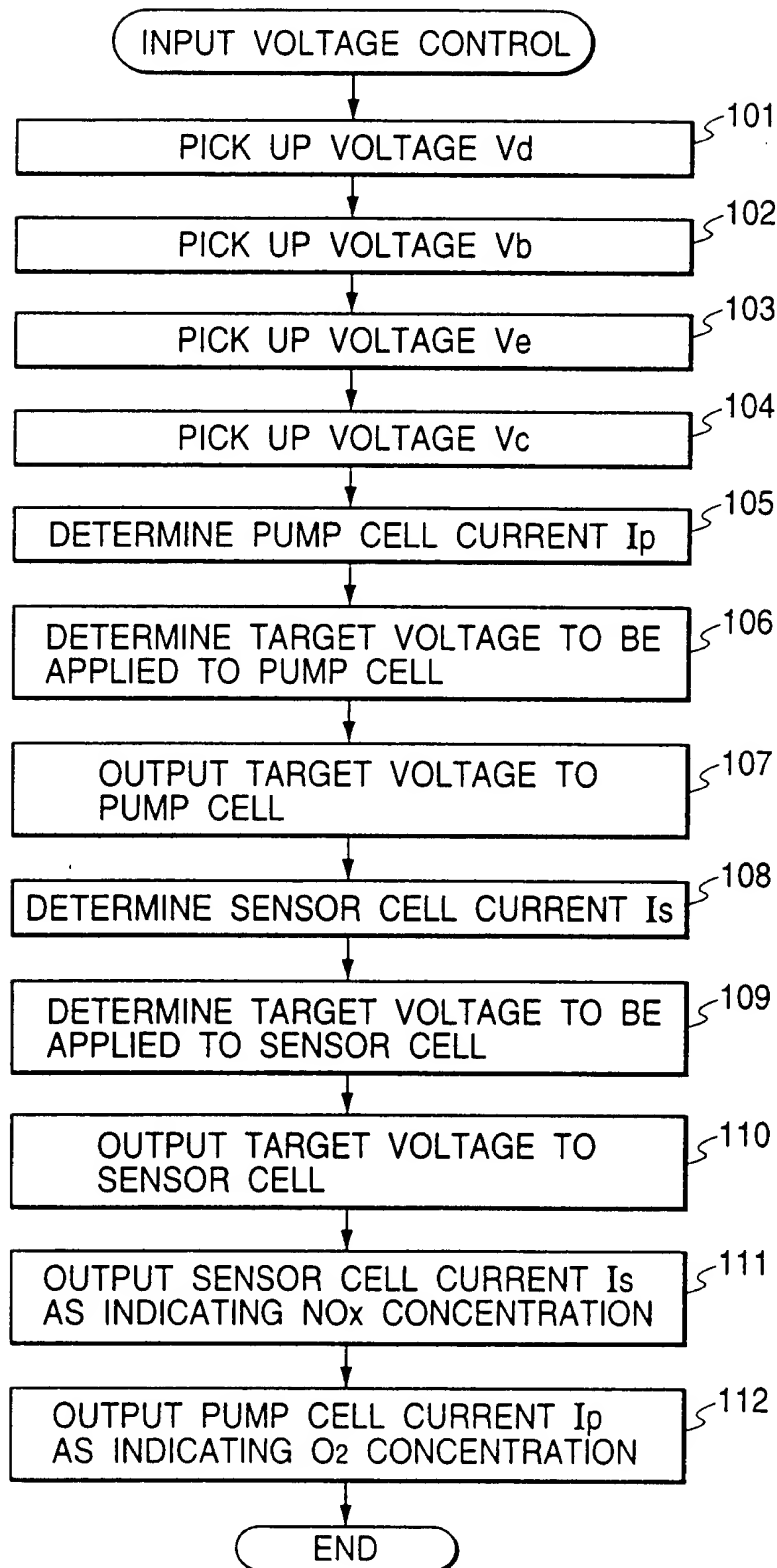 INPUT VOLTAGE CONTROL
101
PICK UP VOLTAGE Vd
102
PICK UP VOLTAGE Vb
103
PICK UP VOLTAGE Ve
104
PICK UP VOLTAGE Vc
105
DETERMINE PUMP CELL CURRENT Ip
106
DETERMINE TARGET VOLTAGE TO BE
APPLIED TO PUMP CELL
107
OUTPUT TARGET VOLTAGE TO
PUMP CELL
108
DETERMINE SENSOR CELL CURRENT Is
109
DETERMINE TARGET VOLTAGE TO BE
APPLIED TO SENSOR CELL
110
OUTPUT TARGET VOLTAGE TO
SENSOR CELL
111
OUTPUT SENSOR CELL CURRENT Is
AS INDICATING NOx CONCENTRATION
112
OUTPUT PUMP CELL CURRENT Ip
AS INDICATING O2 CONCENTRATION
END